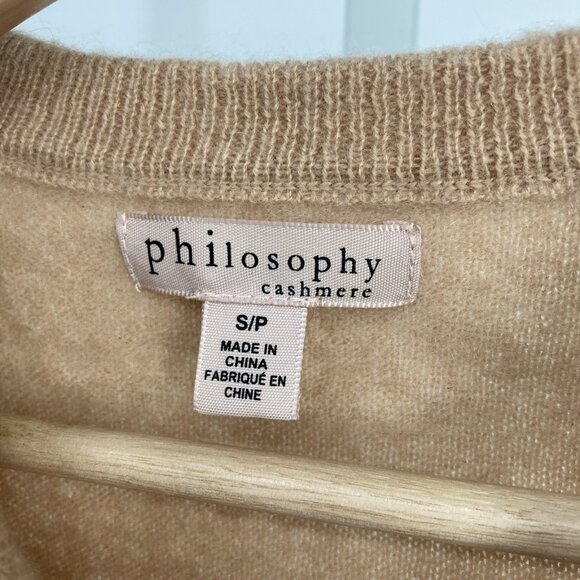 philosophy
cashmere
S/P
MADE IN
CHINA
FABRIQUÉ EN
CHINE